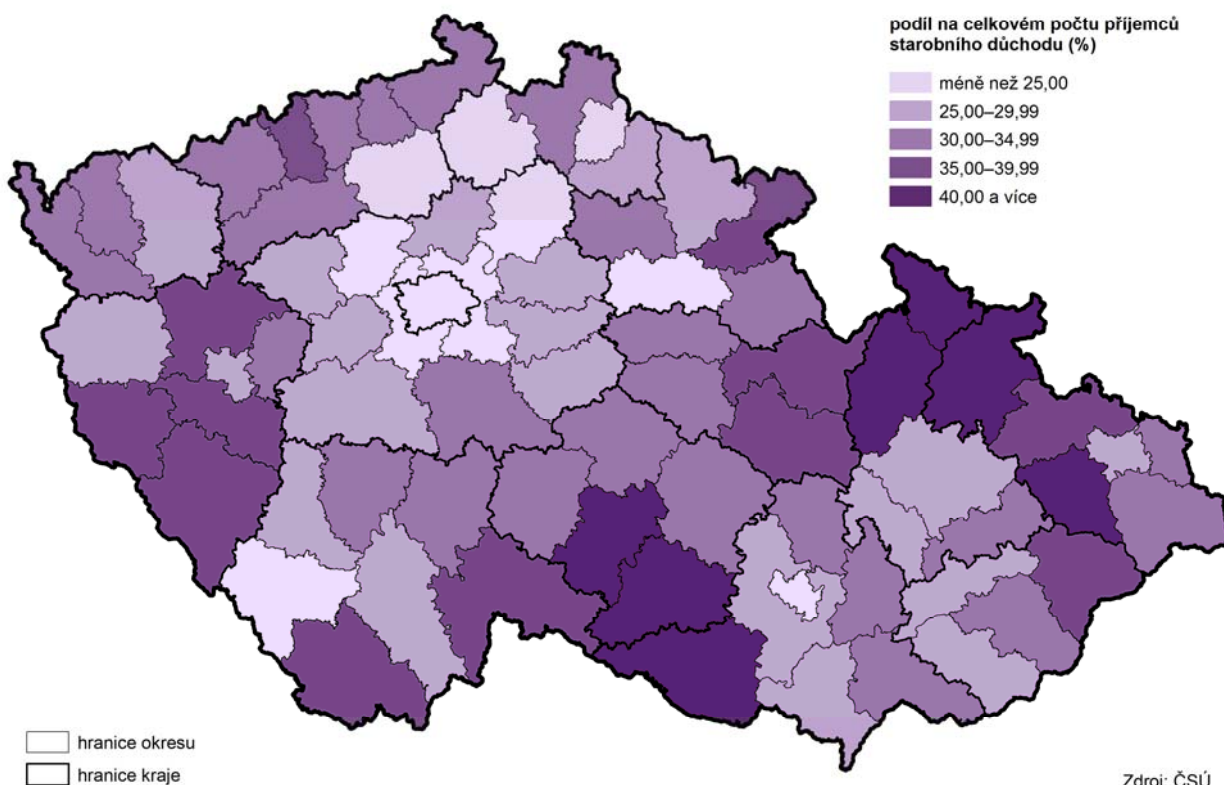 podíl na celkovém počtu příjemců
starobního důchodu (%)
méně než 25,00
25,00–29,99
30,00–34,99
35,00–39,99
40,00 a více
hranice okresu
hranice kraje
Zdroj: ČSÚ